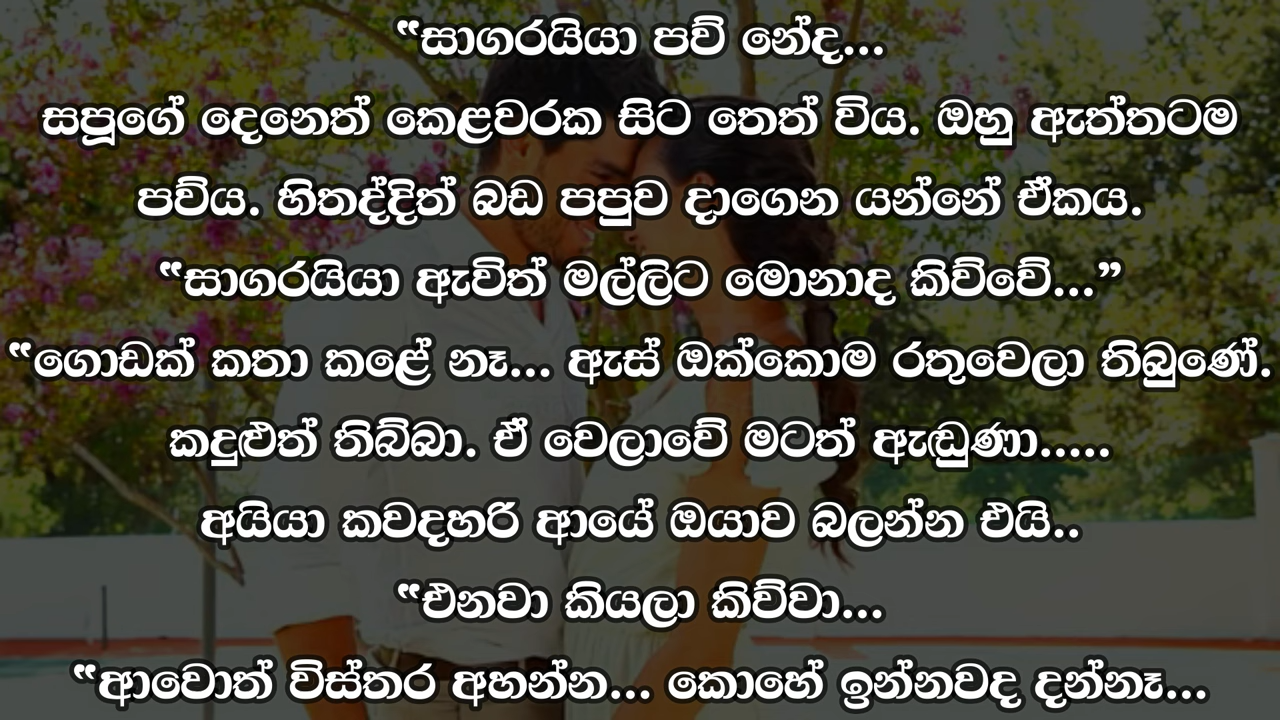 “සාගරයියා පව් නේද...
සපූගේ දෙනෙත් කෙළවරක සිට තෙත් විය. ඔහු ඇත්තටම
පව්ය. හිතද්දිත් බඩ පපුව දාගෙන යන්නේ ඒකය.
“සාගරයියා ඇවිත් මල්ලිට මොනාද කිව්වේ...”
“ගොඩක් කතා කළේ නෑ... ඇස් ඔක්කොම රතුවෙලා තිබුණේ.
කදුළුත් තිබ්බා. ඒ වෙලාවේ මටත් ඇඬුණා.....
අයියා කවදහරි ආයේ ඔයාව බලන්න එයි..
“එනවා කියලා කිව්වා...
“ආවොත් විස්තර අහන්න... කොහේ ඉන්නවද දන්නෑ...